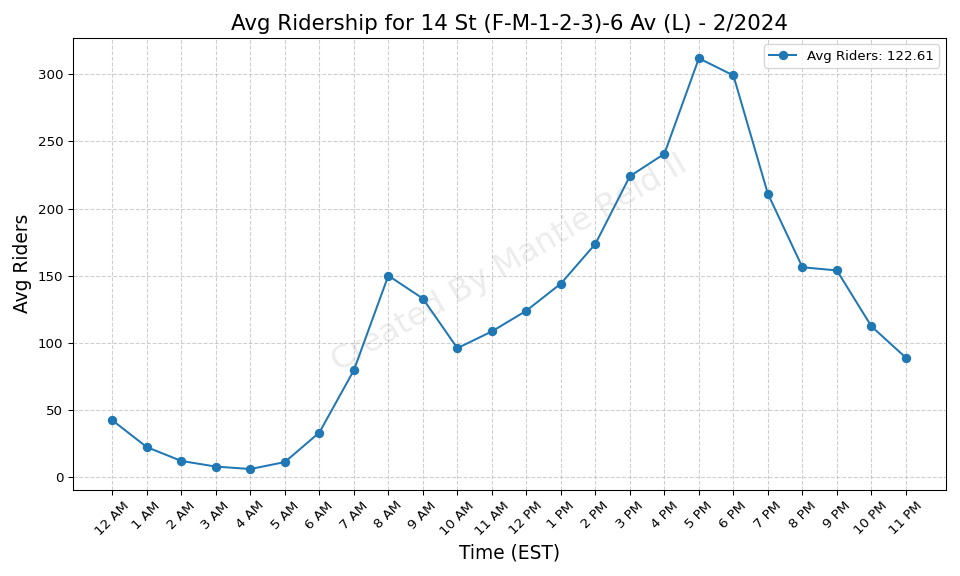 Avg Ridership for 14 St (F-M-1-2-3)-6 Av (L) - 2/2024
Avg Riders: 122.61
Avg Riders
300
250
200
150
100
50
0
Created By Mantle Reid II
12 AM
1 AM
2 AM
3 AM
4 AM
5 AM
6 AM
7 AM
8 AM
9 AM
10 AM
11 AM
12 PM
1 PM
2 PM
3 PM
4 PM
5 PM
6 PM
7 PM
8 PM
9 PM
10 PM
11 PM
Time (EST)